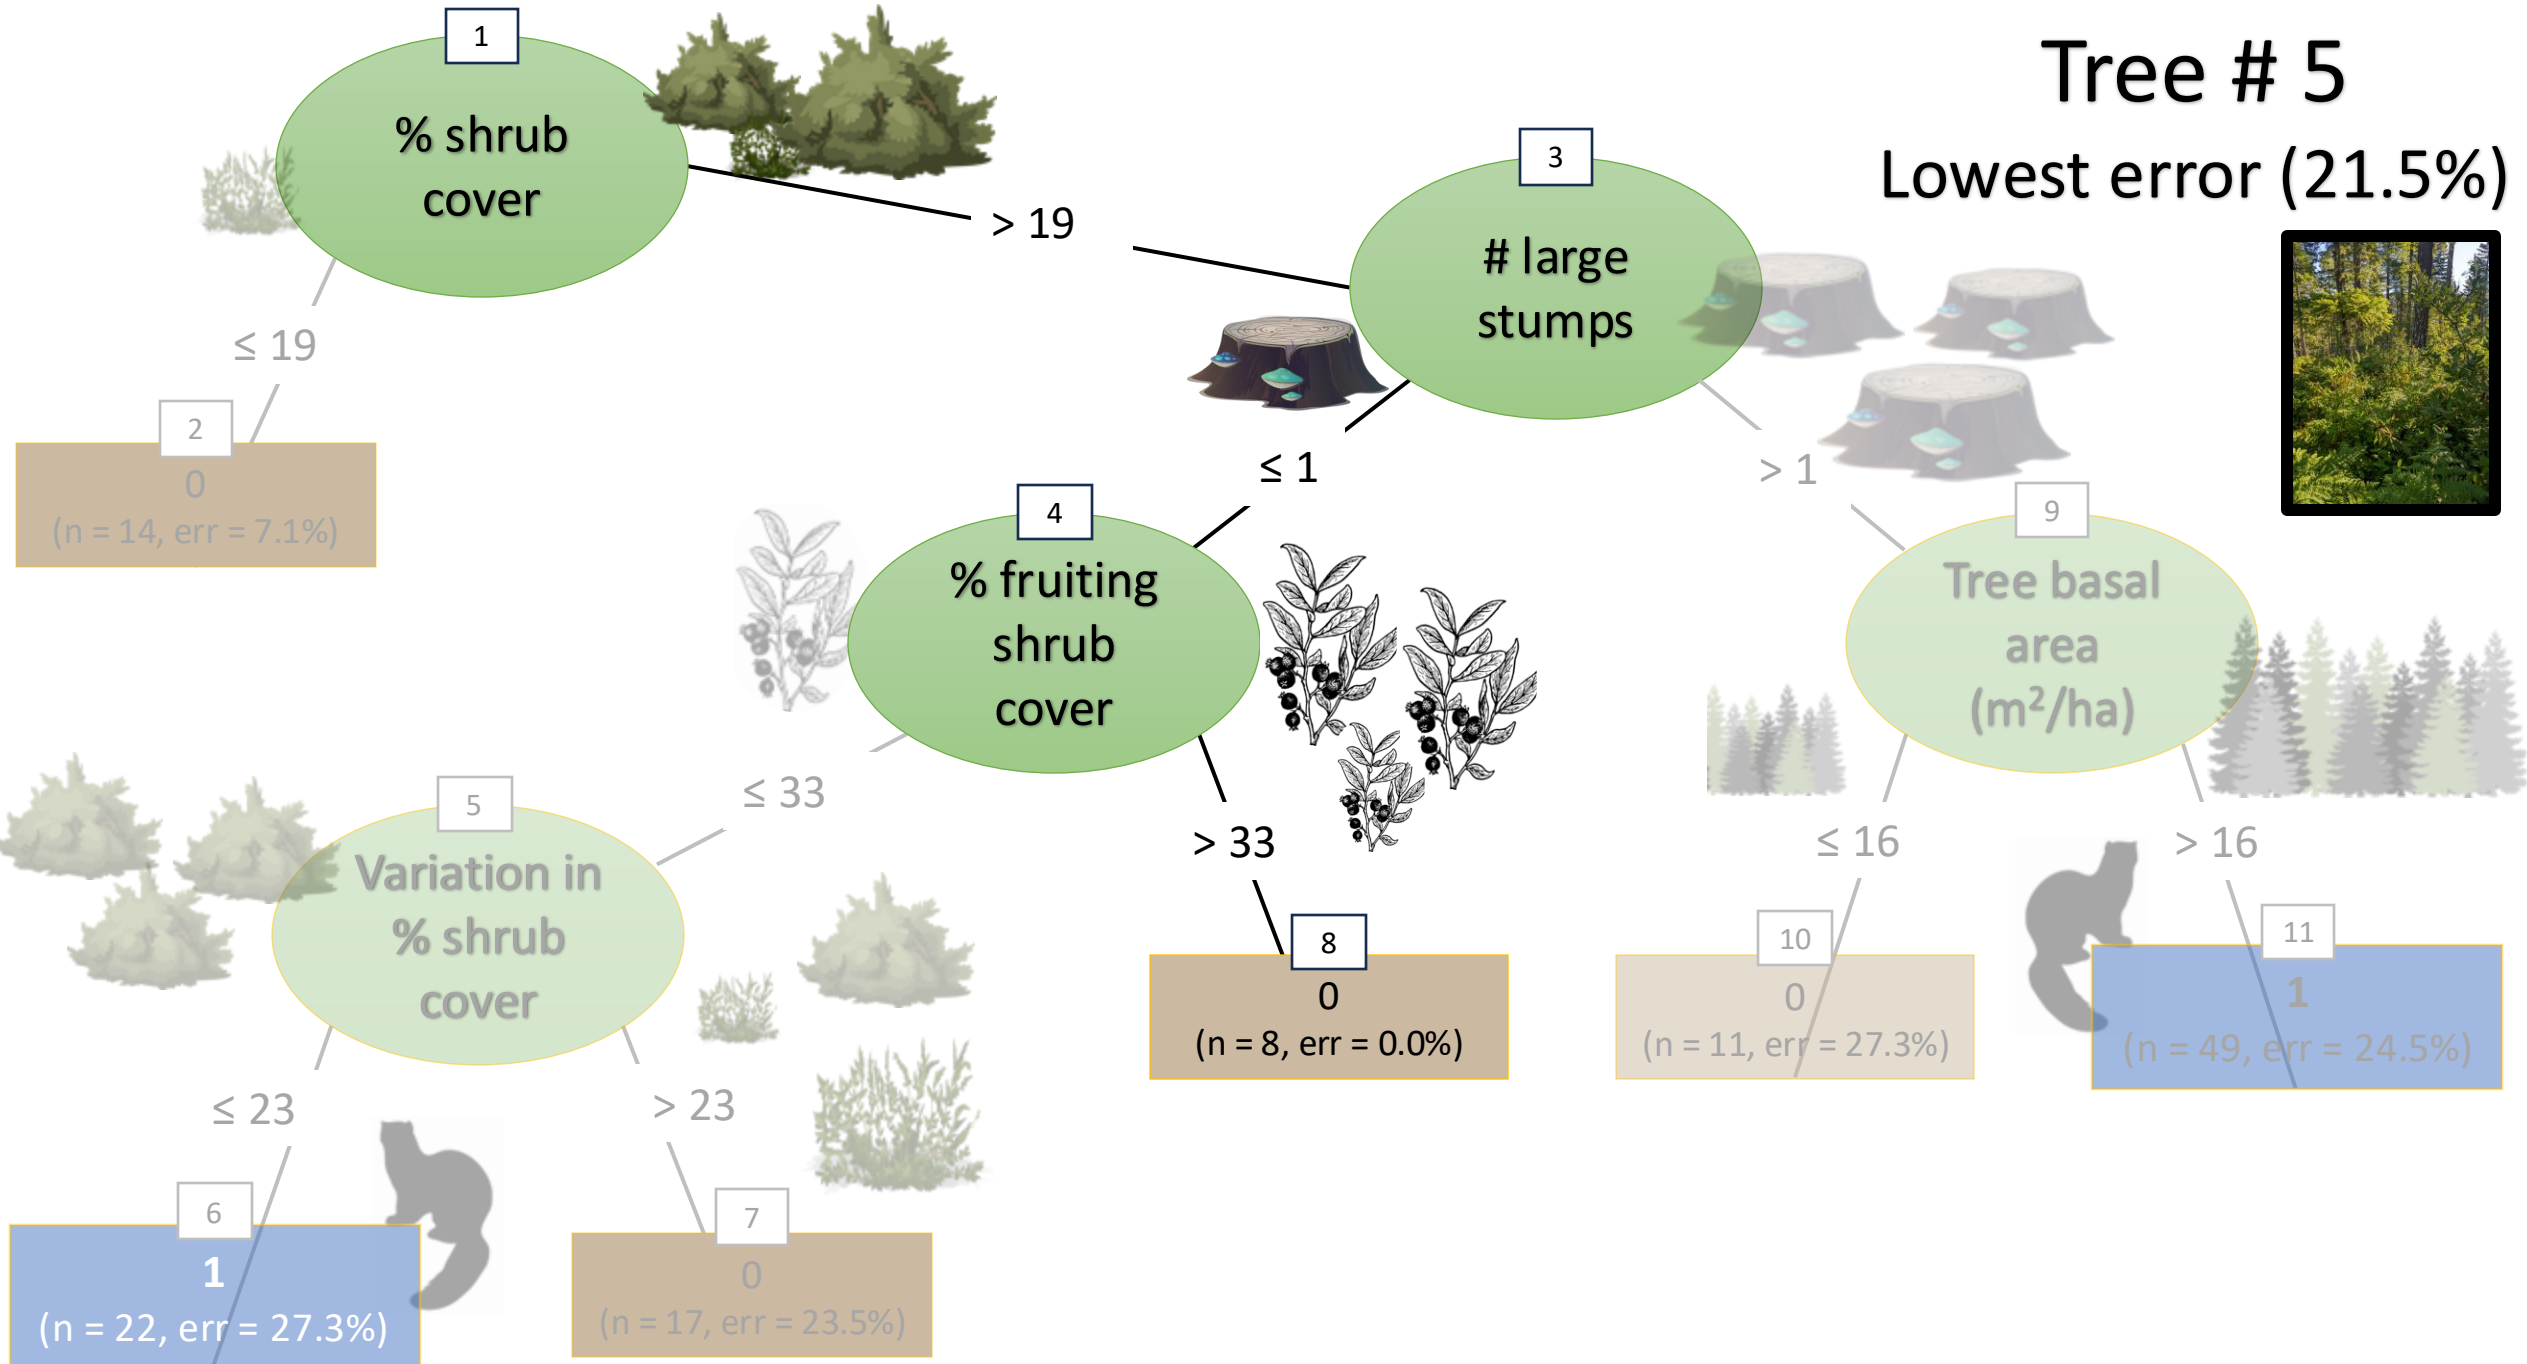 Tree # 5
Lowest error (21.5%)
1
% shrub
cover
> 19
≤ 19
2
0
(n = 14, err = 7.1%)
3
# large
stumps
≤ 1
> 1
4
% fruiting
shrub
cover
≤ 33
> 33
5
Variation in
% shrub
cover
≤ 23
> 23
6
1
(n = 22, err = 27.3%)
7
0
(n = 17, err = 23.5%)
8
0
(n = 8, err = 0.0%)
9
Tree basal
area
(m²/ha)
≤ 16
> 16
10
0
(n = 11, err = 27.3%)
11
1
(n = 49, err = 24.5%)